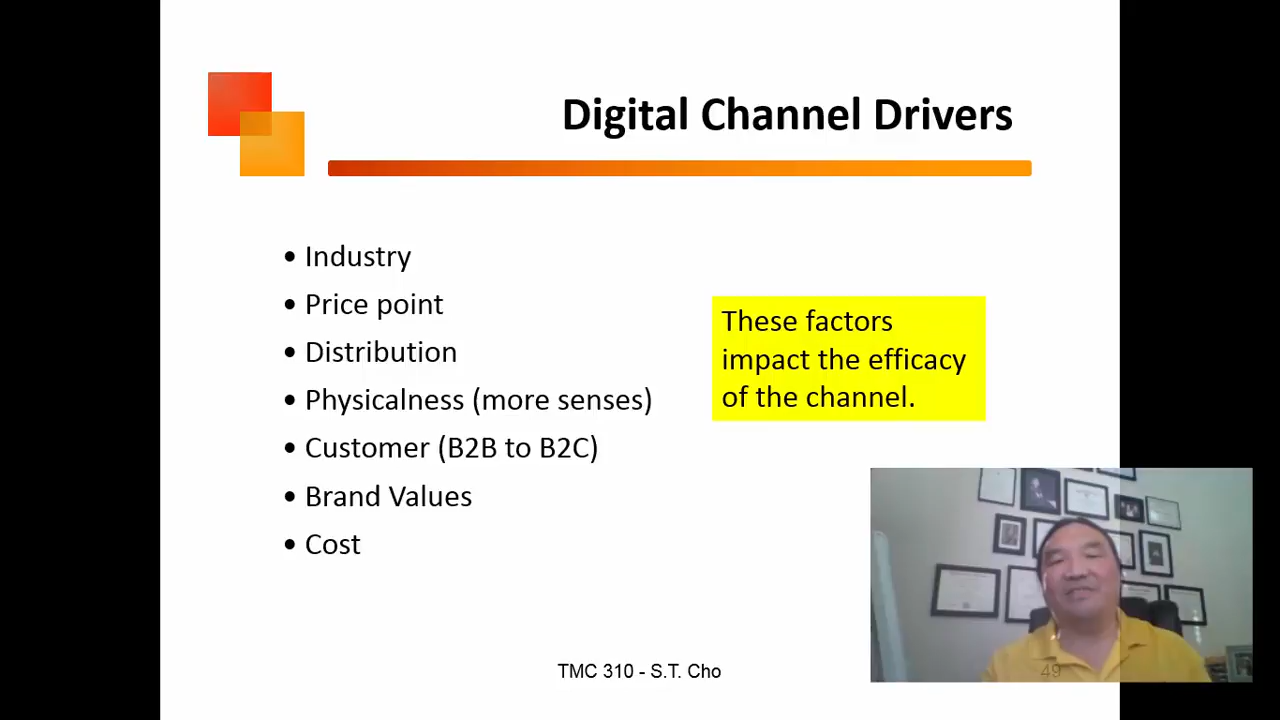 Digital Channel Drivers
• Industry
• Price point
• Distribution
• Physicalness (more senses)
• Customer (B2B to B2C)
• Brand Values
• Cost
These factors
impact the efficacy
of the channel.
TMC 310 - S.T. Cho
49